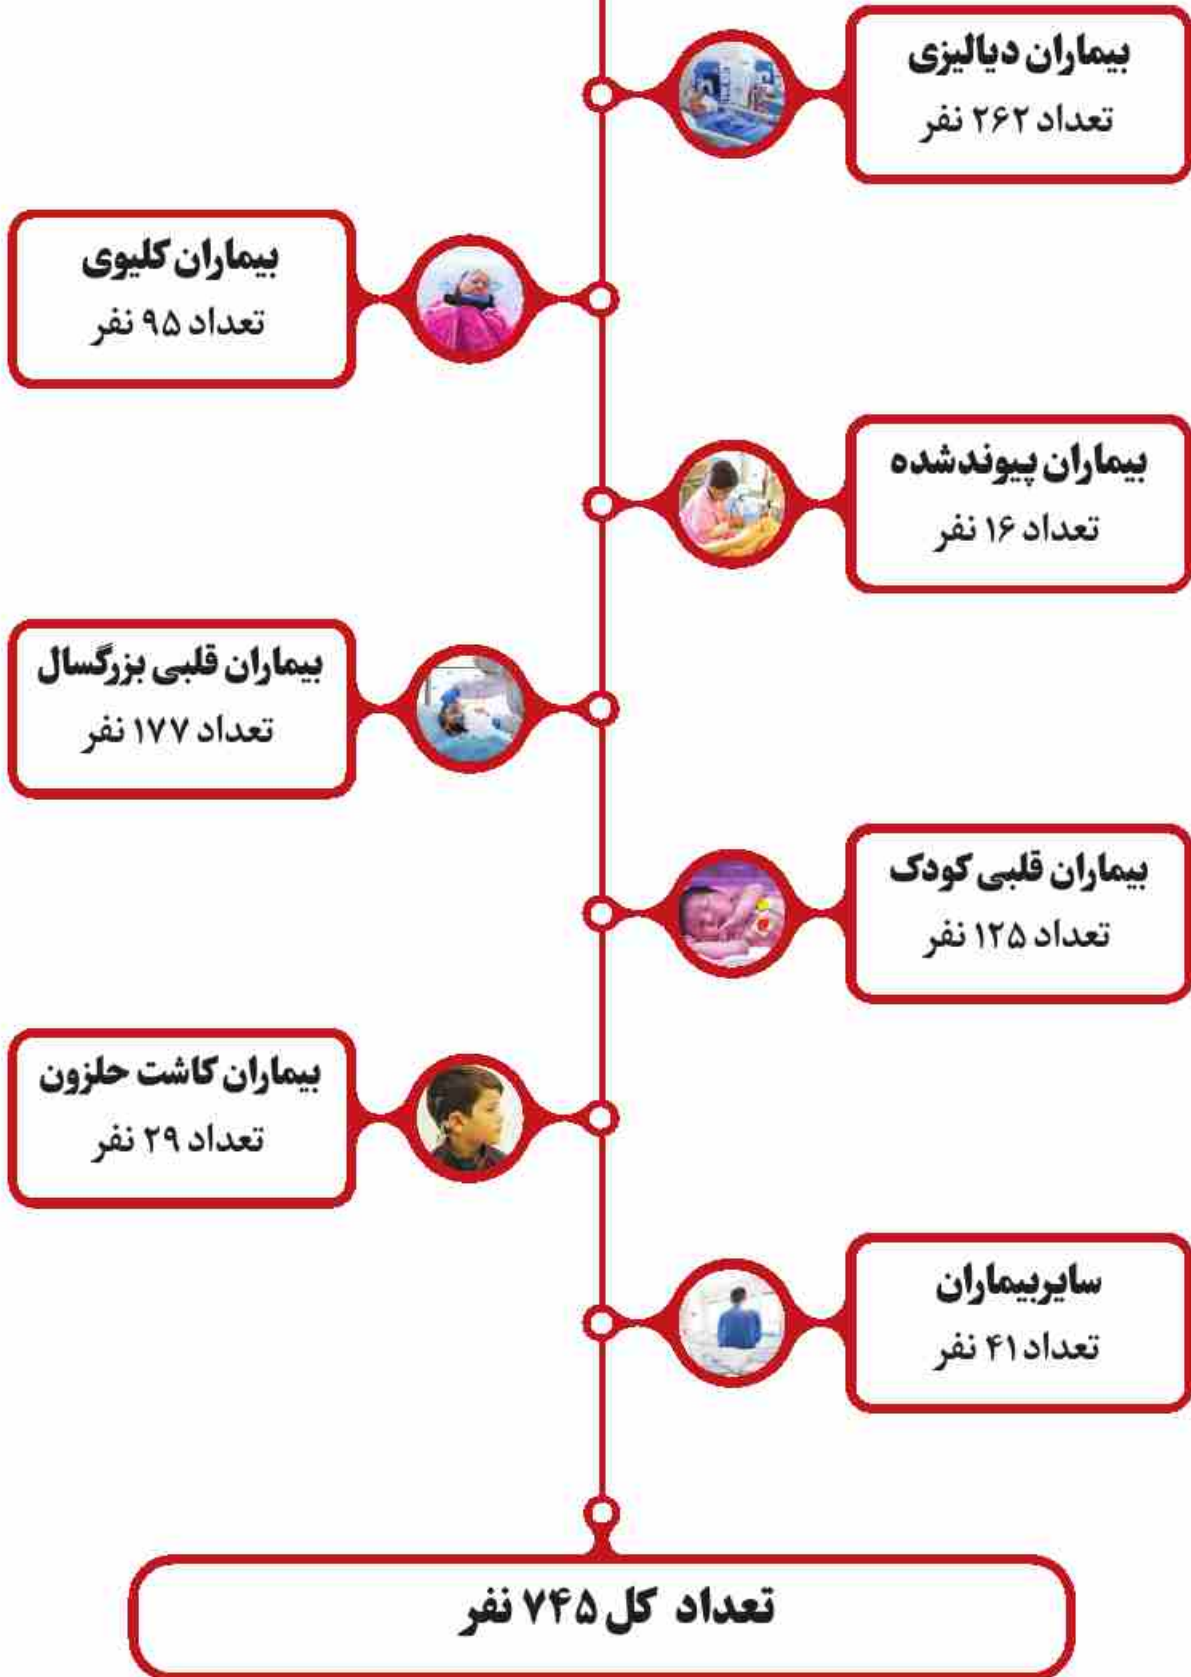 بیماران دیالیزی
تعداد ۲۶۲ نفر
بیماران کلیوی
تعداد ۹۵ نفر
بیماران پیوندشده
تعداد ۱۶ نفر
بیماران قلبی بزرگسال
تعداد ۱۷۷ نفر
بیماران قلبی کودک
تعداد ۱۲۵ نفر
بیماران کاشت حلزون
تعداد ۲۹ نفر
سایربیماران
تعداد ۴۱ نفر
تعداد کل ۷۴۵ نفر